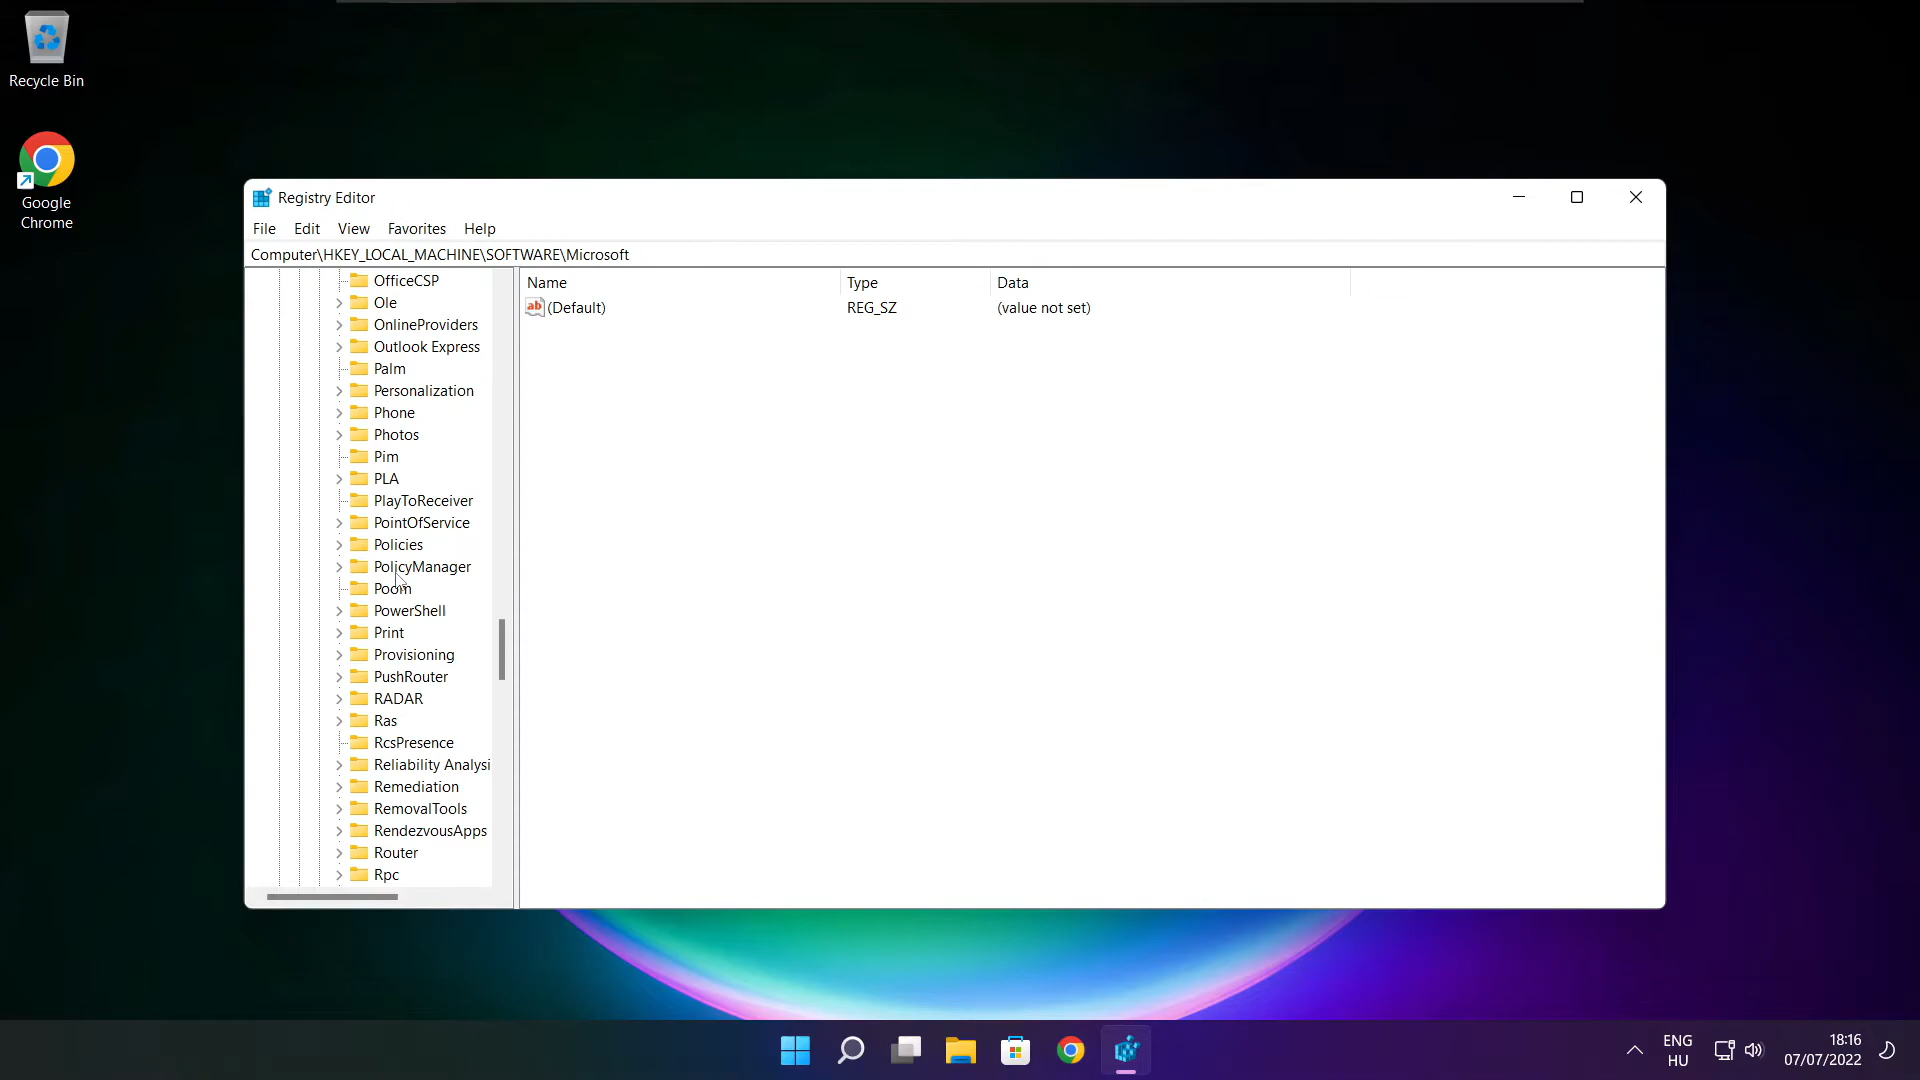 Recycle Bin
Google
Chrome
Registry Editor
File Edit View Favorites Help
Computer\HKEY_LOCAL_MACHINE\SOFTWARE\Microsoft
Name Type Data
ab (Default) REG_SZ (value not set)
OfficeCSP
Ole
OnlineProviders
Outlook Express
Palm
Personalization
Phone
Photos
Pim
PLA
PlayToReceiver
PointOfService
Policies
PolicyManager
Poom
PowerShell
Print
Provisioning
PushRouter
RADAR
Ras
RcsPresence
Reliability Analysi
Remediation
RemovalTools
RendezvousApps
Router
Rpc
ENG
HU
18:16
07/07/2022